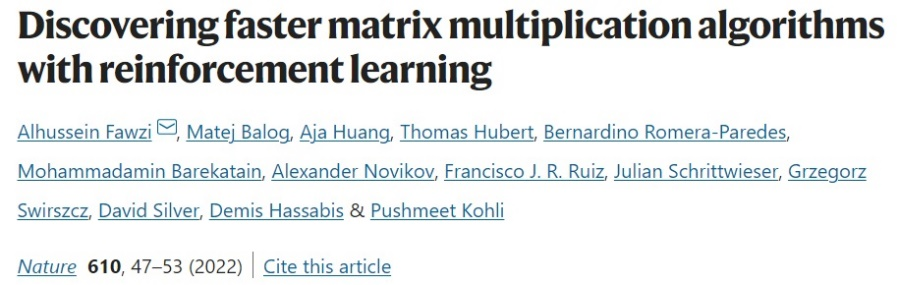 Discovering faster matrix multiplication algorithms
with reinforcement learning
Alhussein Fawzi, Matej Balog, Aja Huang, Thomas Hubert, Bernardino Romera-Paredes,
Mohammadamin Barekatain, Alexander Novikov, Francisco J. R. Ruiz, Julian Schrittwieser, Grzegorz
Swirszcz, David Silver, Demis Hassabis & Pushmeet Kohli
Nature 610, 47–53 (2022) | Cite this article